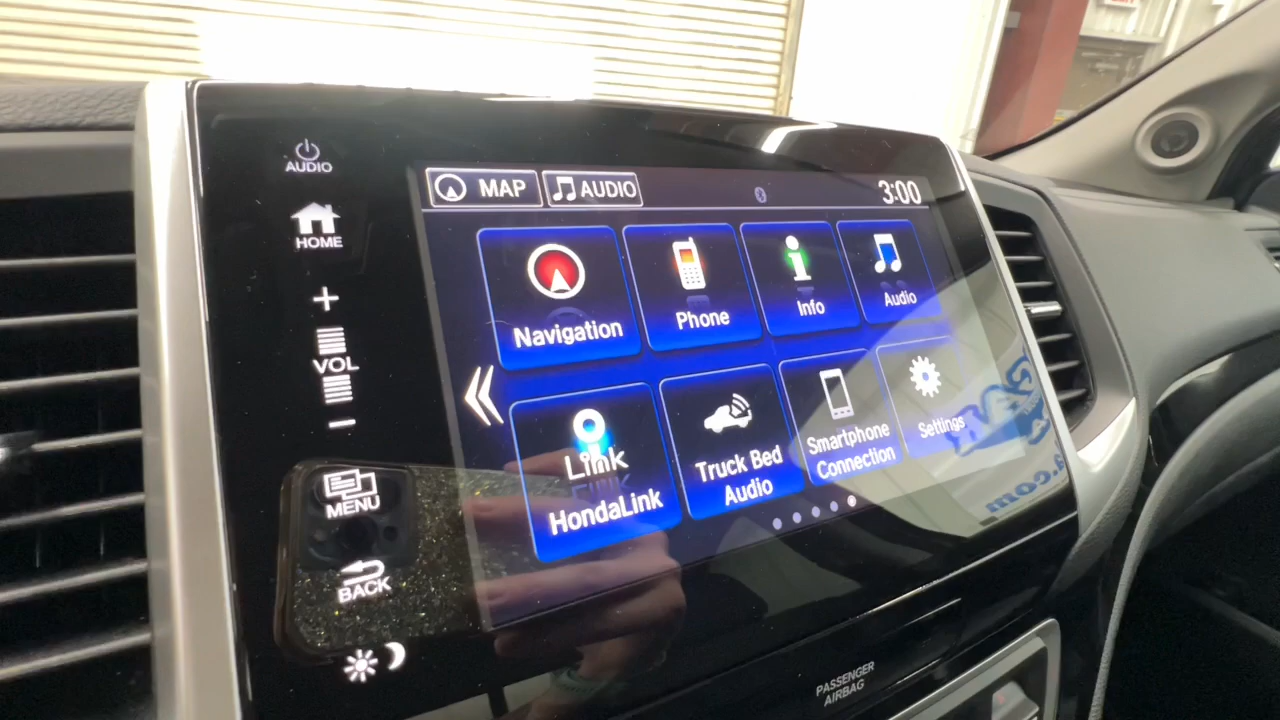 AUDIO
HOME
+
VOL
-
MENU
BACK
MAP
AUDIO
3:00
Navigation
Phone
Info
Audio
Link
HondaLink
Truck Bed
Audio
Smartphone
Connection
Settings
PASSENGER
AIRBAG